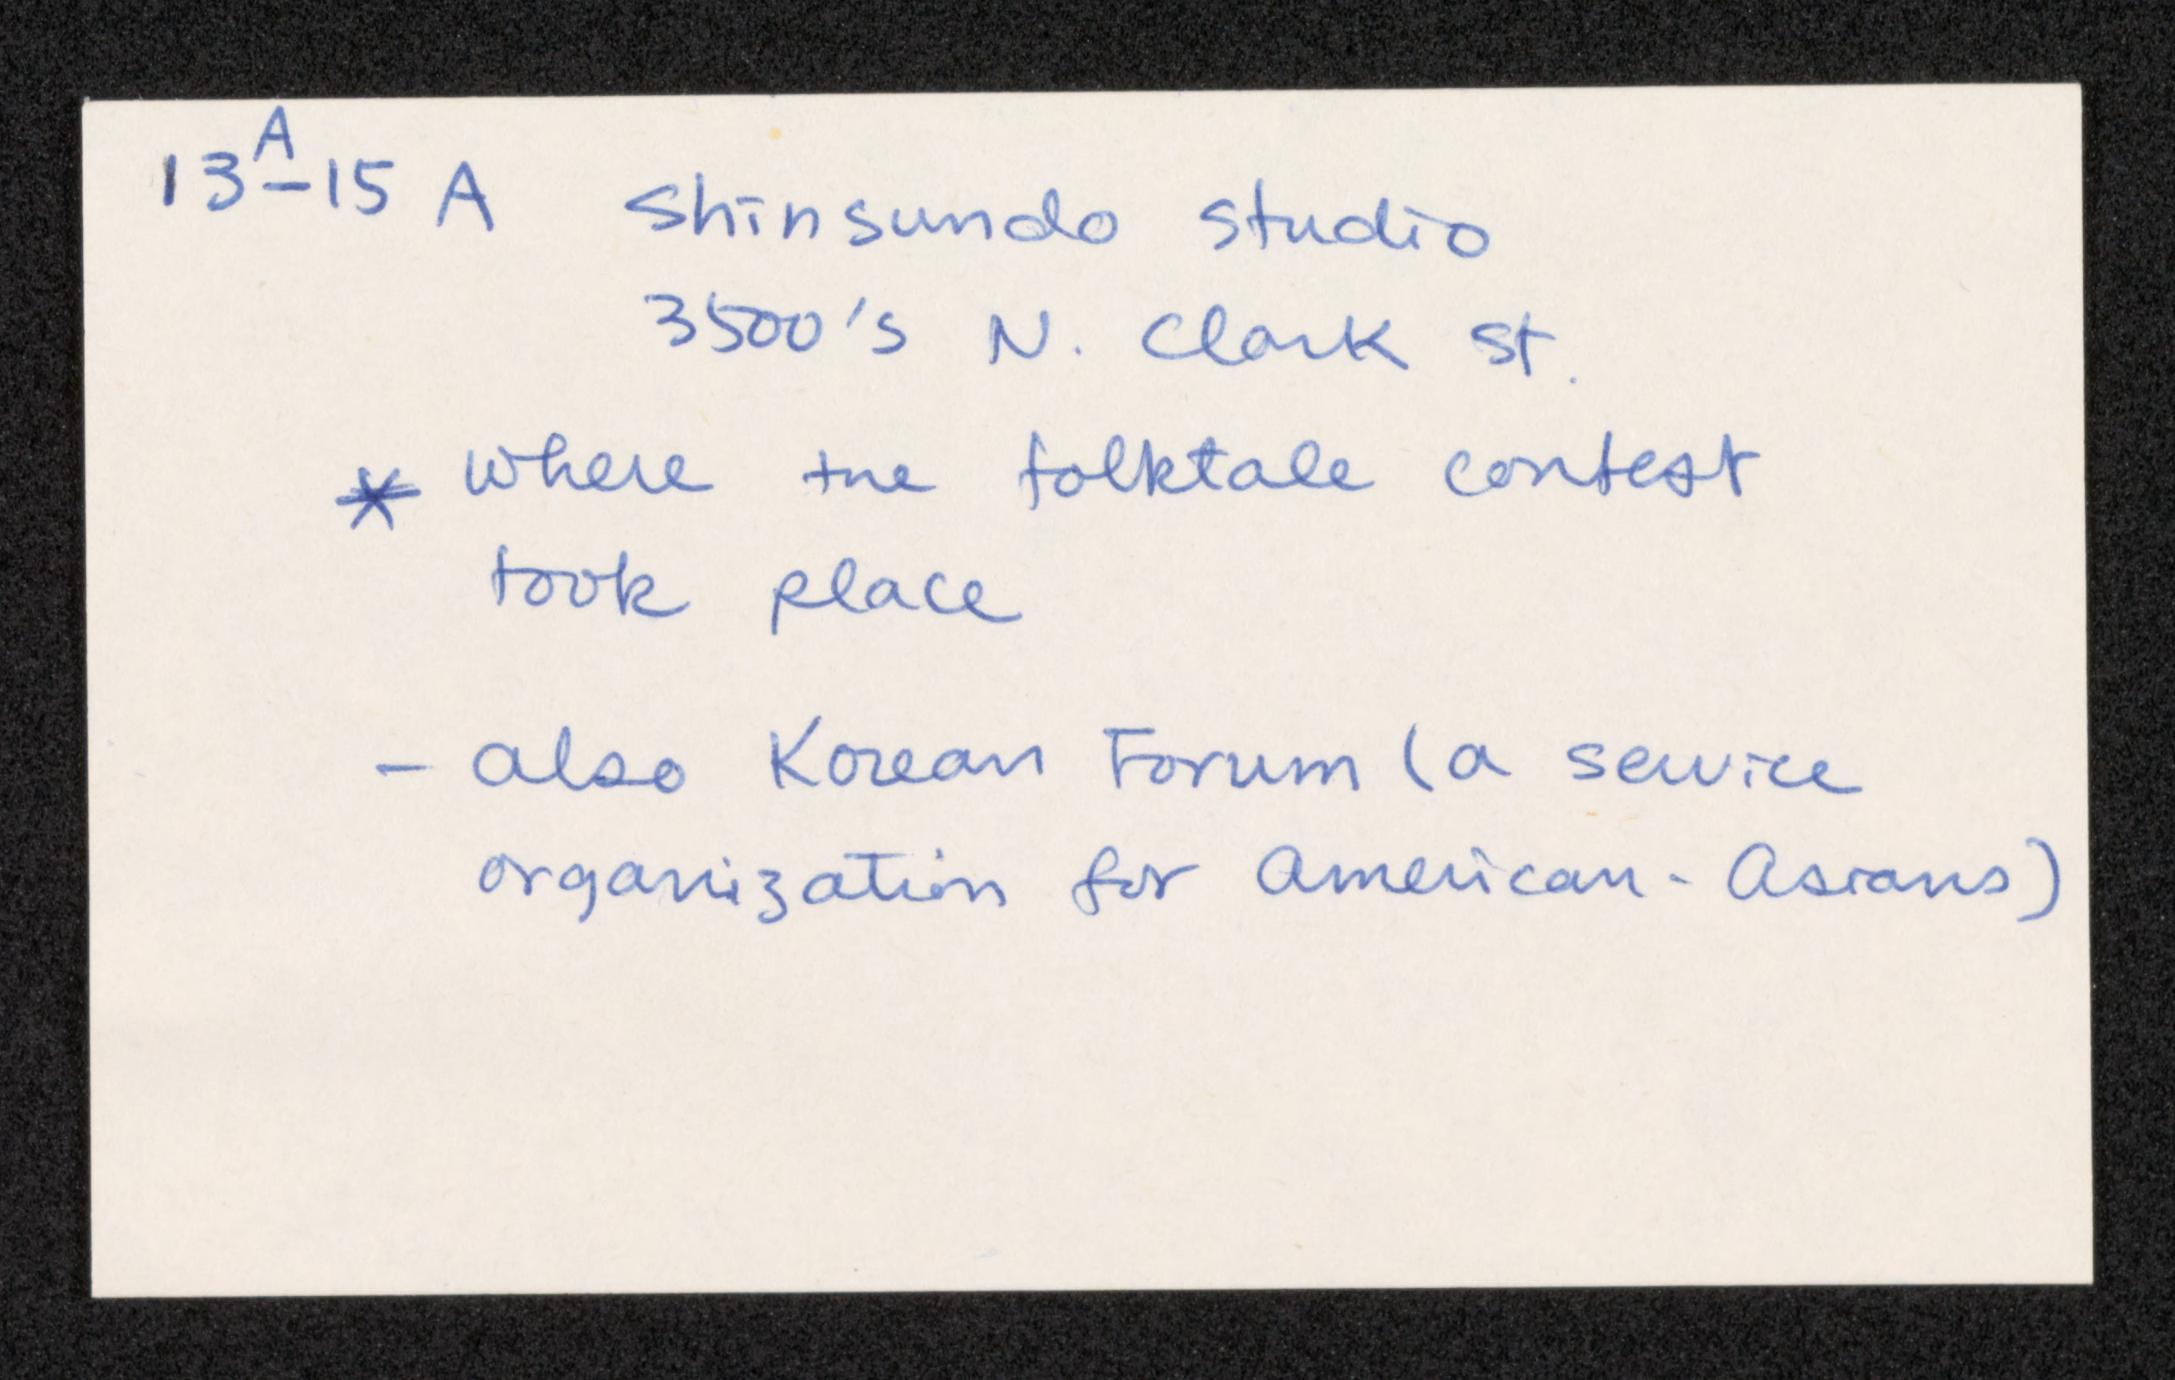 13A-15 A Shinsundo studio
3500's N. Clark st.
* where the folktale contest
took place
- also Korean Forum (a service
organization for American-Asians)